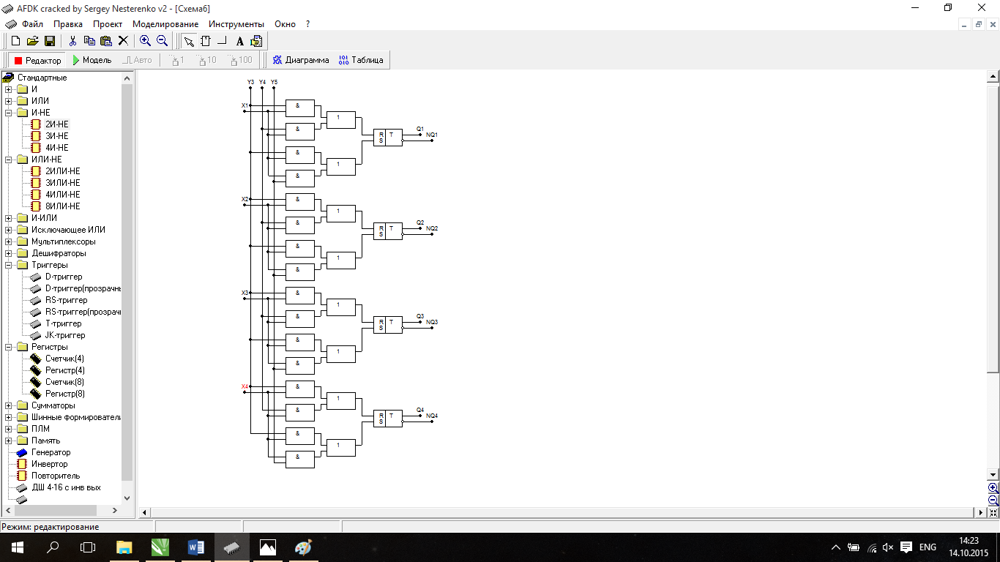 AFDK cracked by Sergey Nesterenko v2 - [Схема6]
Файл Правка Проект Моделирование Инструменты Окно ?
A
Редактор Модель Авто 1 10 100 Диаграмма Таблица
Стандартные
И
ИЛИ
И-НЕ
2И-НЕ
3И-НЕ
4И-НЕ
ИЛИ-НЕ
2ИЛИ-НЕ
3ИЛИ-НЕ
4ИЛИ-НЕ
8ИЛИ-НЕ
И-ИЛИ
Исключающее ИЛИ
Мультиплексоры
Дешифраторы
Триггеры
D-триггер
D-триггер(прозрачн
RS-триггер
RS-триггер(прозрач
T-триггер
JK-триггер
Регистры
Счетчик(4)
Регистр(4)
Счетчик(8)
Регистр(8)
Сумматоры
Шинные формировател
ПЛМ
Память
Генератор
Инвертор
Повторитель
ДШ 4-16 с инв вых
Y3 Y4 Y5
X1
&
&
&
&
1
1
R T
S
Q1
NQ1
X2
&
&
&
&
1
1
R T
S
Q2
NQ2
X3
&
&
&
&
1
1
R T
S
Q3
NQ3
X4
&
&
&
&
1
1
R T
S
Q4
NQ4
Режим: редактирование
ENG
14:23
14.10.2015